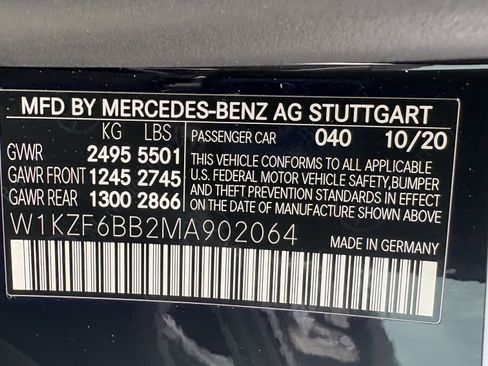 MFD BY MERCEDES-BENZ AG STUTTGART
KG LBS PASSENGER CAR 040 10/20
GVWR 2495 5501
GAWR FRONT 1245 2745
GAWR REAR 1300 2866
THIS VEHICLE CONFORMS TO ALL APPLICABLE
U.S. FEDERAL MOTOR VEHICLE SAFETY, BUMPER
AND THEFT PREVENTION STANDARDS IN EFFECT
ON THE DATE OF MANUFACTURE SHOWN ABOVE
W1KZF6BB2MA902064
MADE IN GERMANY